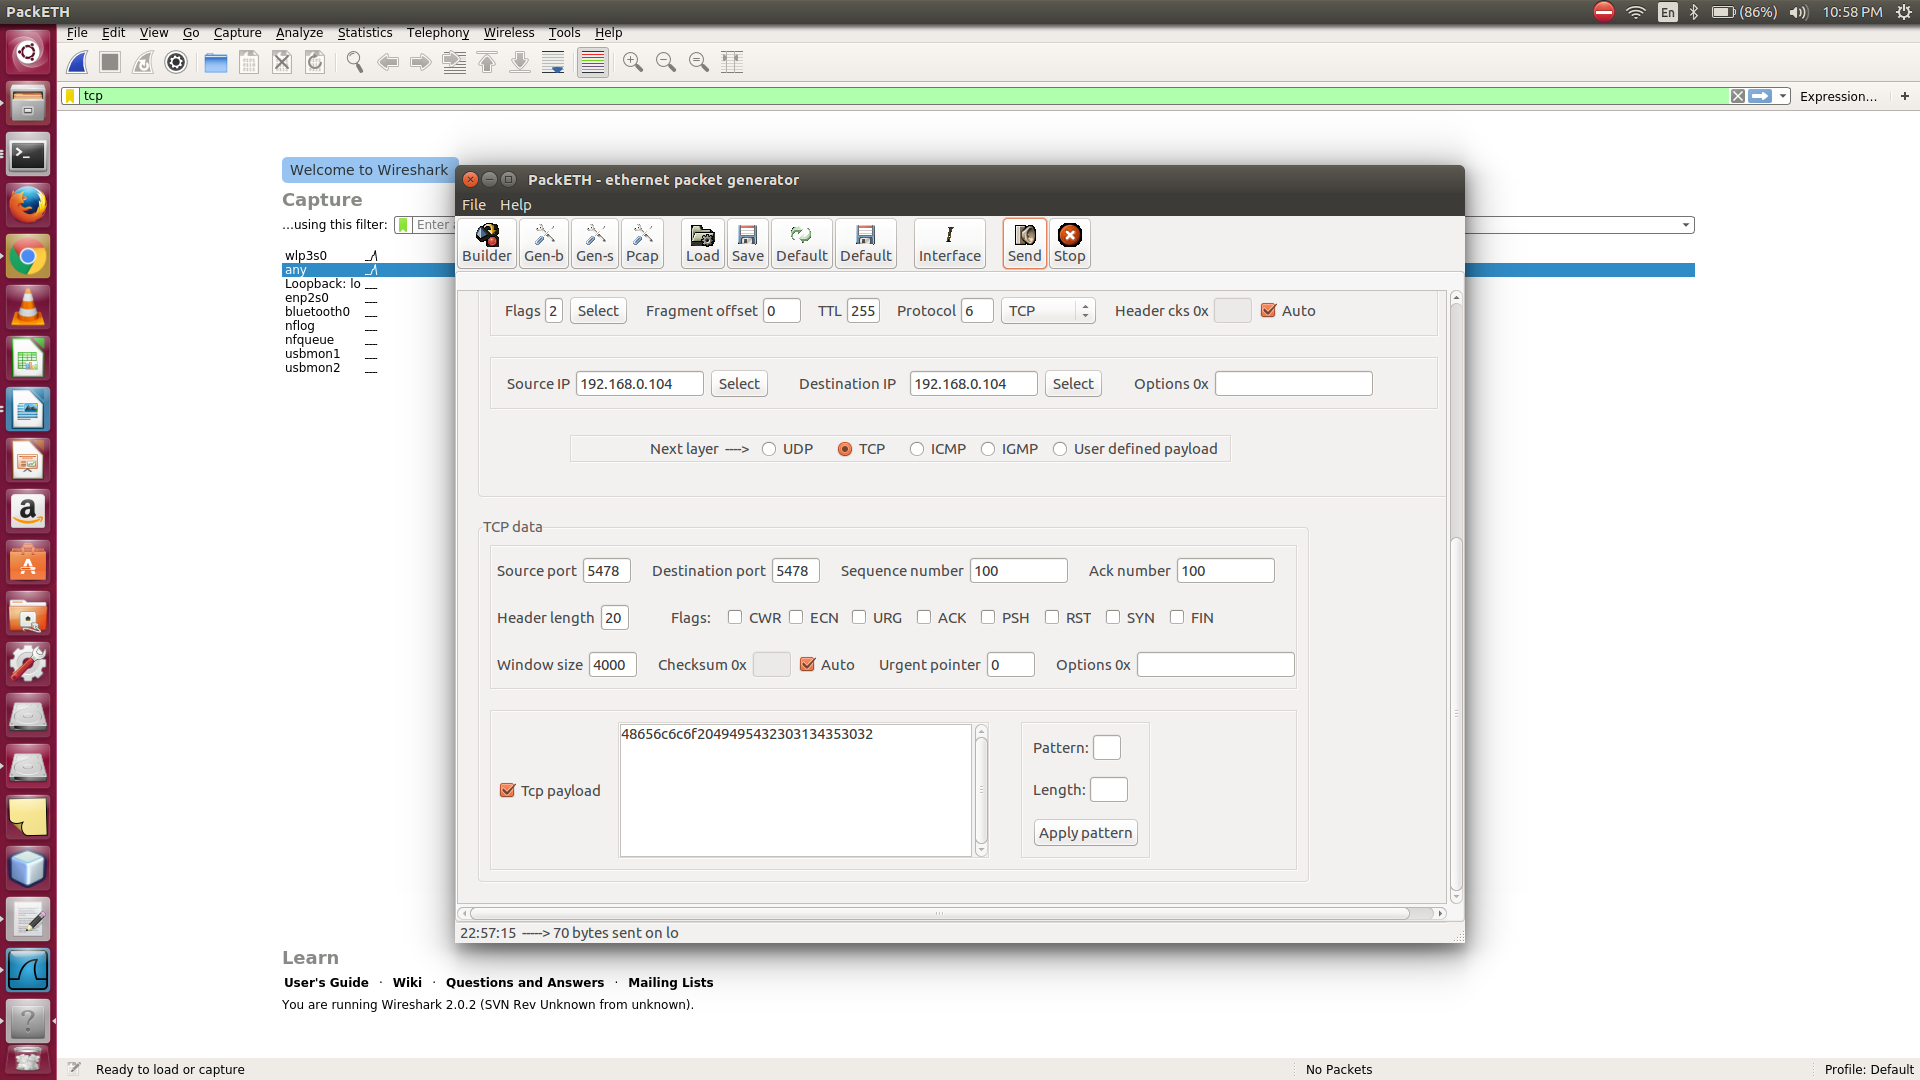 PackETH
En
(86%)
10:58 PM
File Edit View Go Capture Analyze Statistics Telephony Wireless Tools Help
tcp
Expression... +
Welcome to Wireshark
Capture
...using this filter: Enter
wlp3s0
any
Loopback: lo
enp2s0
bluetooth0
nflog
nfqueue
usbmon1
usbmon2
PackETH - ethernet packet generator
File Help
Builder Gen-b Gen-s Pcap Load Save Default Default Interface Send Stop
Flags 2 Select Fragment offset 0 TTL 255 Protocol 6 TCP Header cks 0x Auto
Source IP 192.168.0.104 Select Destination IP 192.168.0.104 Select Options 0x
Next layer ----> UDP TCP ICMP IGMP User defined payload
TCP data
Source port 5478 Destination port 5478 Sequence number 100 Ack number 100
Header length 20 Flags: CWR ECN URG ACK PSH RST SYN FIN
Window size 4000 Checksum 0x Auto Urgent pointer 0 Options 0x
48656c6c6f2049495432303134353032
Tcp payload
Pattern:
Length:
Apply pattern
22:57:15 -----> 70 bytes sent on lo
Learn
User's Guide · Wiki · Questions and Answers · Mailing Lists
You are running Wireshark 2.0.2 (SVN Rev Unknown from unknown).
Ready to load or capture
No Packets
Profile: Default